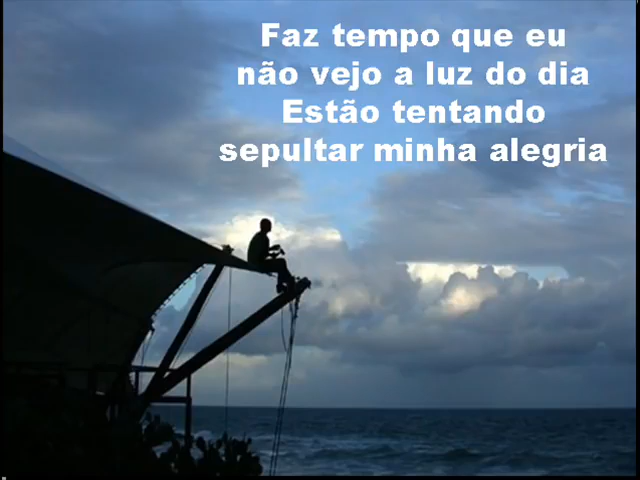 Faz tempo que eu
não vejo a luz do dia
Estão tentando
sepultar minha alegria